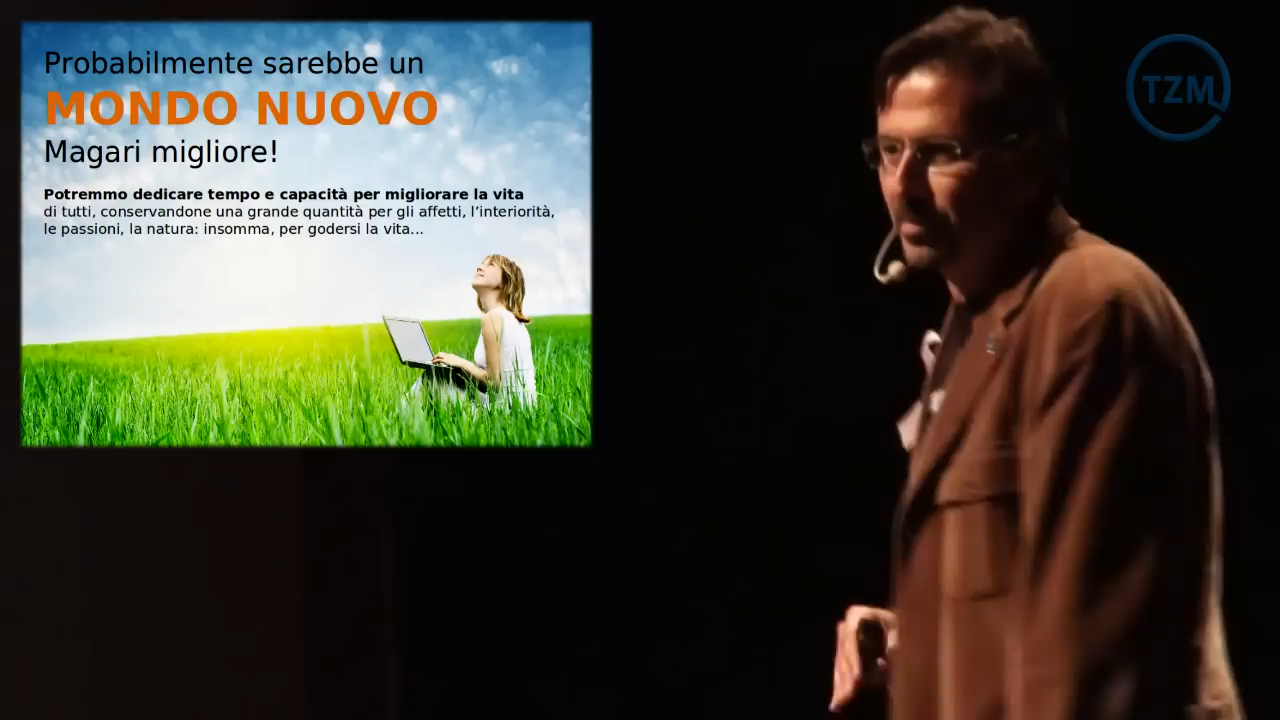 Probabilmente sarebbe un
MONDO NUOVO
Magari migliore!
Potremmo dedicare tempo e capacità per migliorare la vita
di tutti, conservandone una grande quantità per gli affetti, l’interiorità,
le passioni, la natura: insomma, per godersi la vita...
TZM